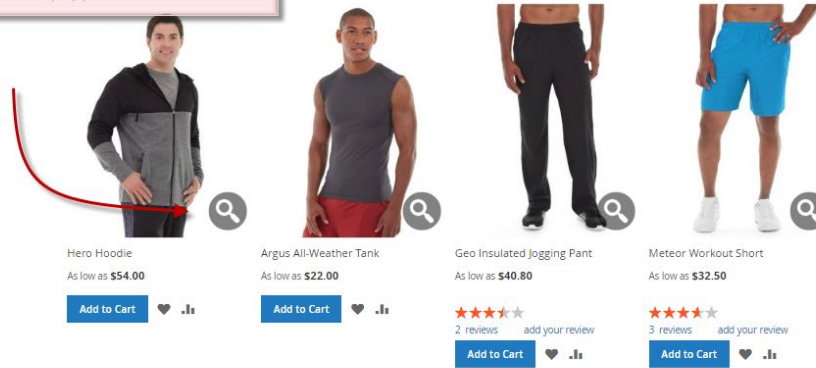 Hero Hoodie
As low as $54.00
Add to Cart
Argus All-Weather Tank
As low as $22.00
Add to Cart
Geo Insulated Jogging Pant
As low as $40.80
2 reviews add your review
Add to Cart
Meteor Workout Short
As low as $32.50
3 reviews add your review
Add to Cart